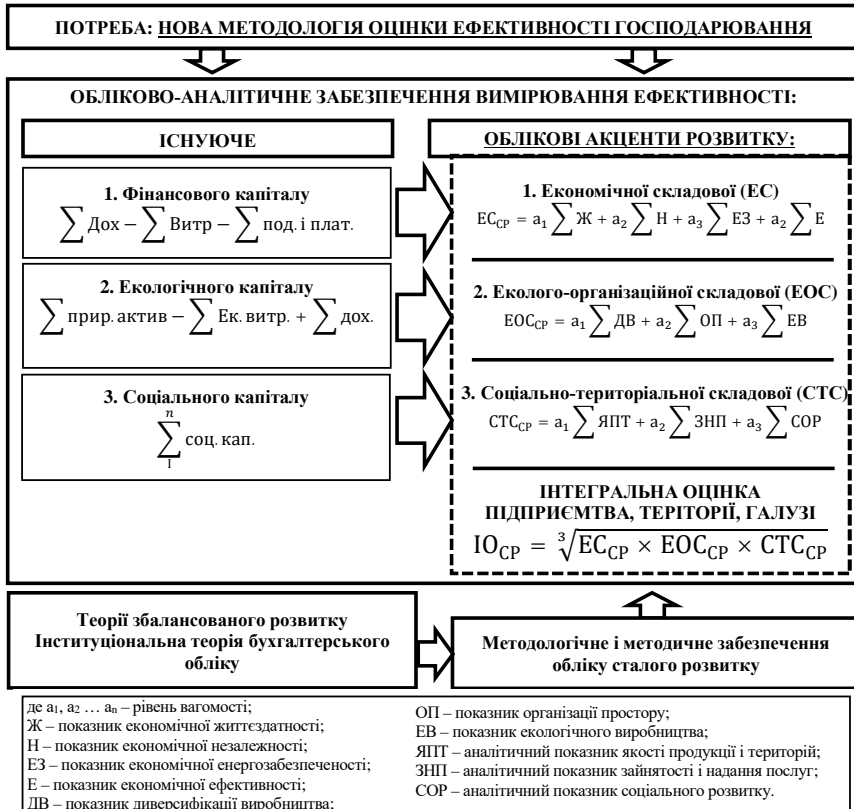 ПОТРЕБА: НОВА МЕТОДОЛОГІЯ ОЦІНКИ ЕФЕКТИВНОСТІ ГОСПОДАРЮВАННЯ
ОБЛІКОВО-АНАЛІТИЧНЕ ЗАБЕЗПЕЧЕННЯ ВИМІРЮВАННЯ ЕФЕКТИВНОСТІ:
ІСНУЮЧЕ
1. Фінансового капіталу
∑ Дох − ∑ Витр − ∑ под. і плат.
2. Екологічного капіталу
∑ прир. актив − ∑ Ек. витр. + ∑ дох.
3. Соціального капіталу
n
∑ соц. кап.
I
ОБЛІКОВІ АКЦЕНТИ РОЗВИТКУ:
1. Економічної складової (ЕС)
ЕС_СР = a₁ ∑ Ж + a₂ ∑ Н + a₃ ∑ ЕЗ + a₂ ∑ Е
2. Еколого-організаційної складової (ЕОС)
ЕОС_СР = a₁ ∑ ДВ + a₂ ∑ ОП + a₃ ∑ ЕВ
3. Соціально-територіальної складової (СТС)
СТС_СР = a₁ ∑ ЯПТ + a₂ ∑ ЗНП + a₃ ∑ СОР
ІНТЕГРАЛЬНА ОЦІНКА
ПІДПРИЄМТВА, ТЕРІТОРІЇ, ГАЛУЗІ
ІО_СР = ∛(ЕС_СР × ЕОС_СР × СТС_СР)
Теорії збалансованого розвитку
Інституціональна теорія бухгалтерського
обліку
Методологічне і методичне забезпечення
обліку сталого розвитку
де a₁, a₂ … aₙ – рівень вагомості;
Ж – показник економічної життєздатності;
Н – показник економічної незалежності;
ЕЗ – показник економічної енергозабезпеченості;
Е – показник економічної ефективності;
ДВ – показник диверсифікації виробництва;
ОП – показник організації простору;
ЕВ – показник екологічного виробництва;
ЯПТ – аналітичний показник якості продукції і територій;
ЗНП – аналітичний показник зайнятості і надання послуг;
СОР – аналітичний показник соціального розвитку.